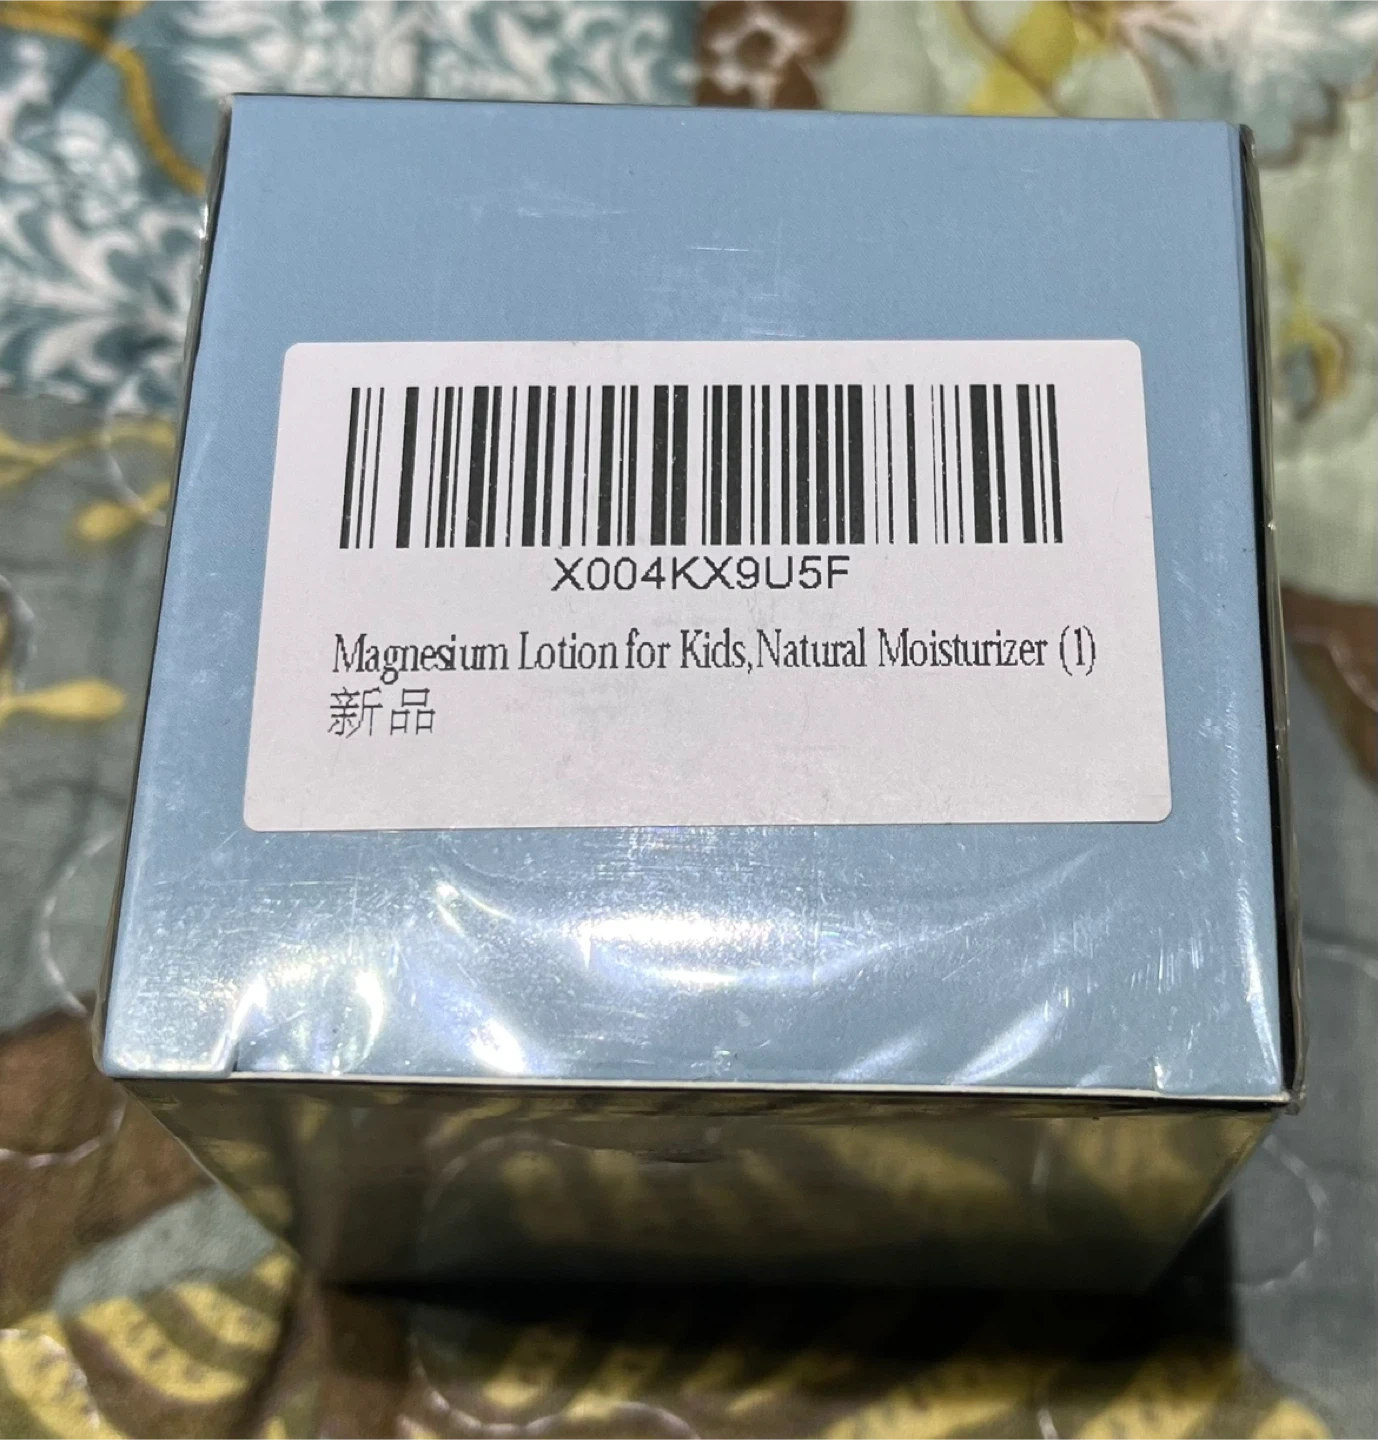 X004KX9U5F
Magnesium Lotion for Kids,Natural Moisturizer (1)
新品